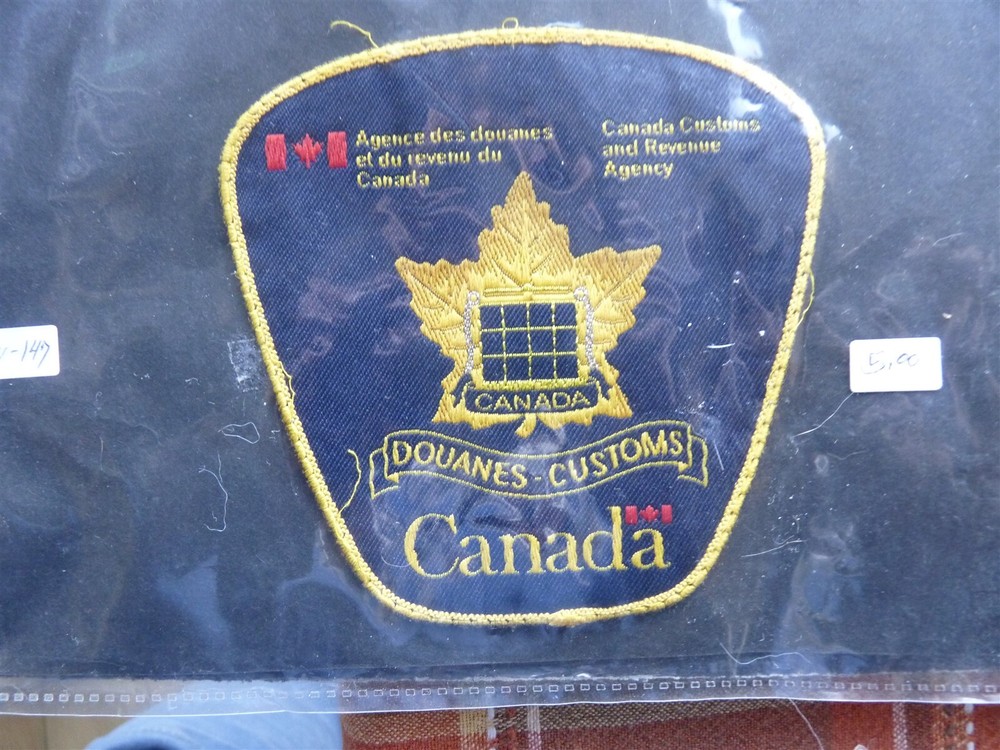 Agence des douanes
et du revenu du
Canada
Canada Customs
and Revenue
Agency
CANADA
DOUANES-CUSTOMS
Canada
-147
5.00